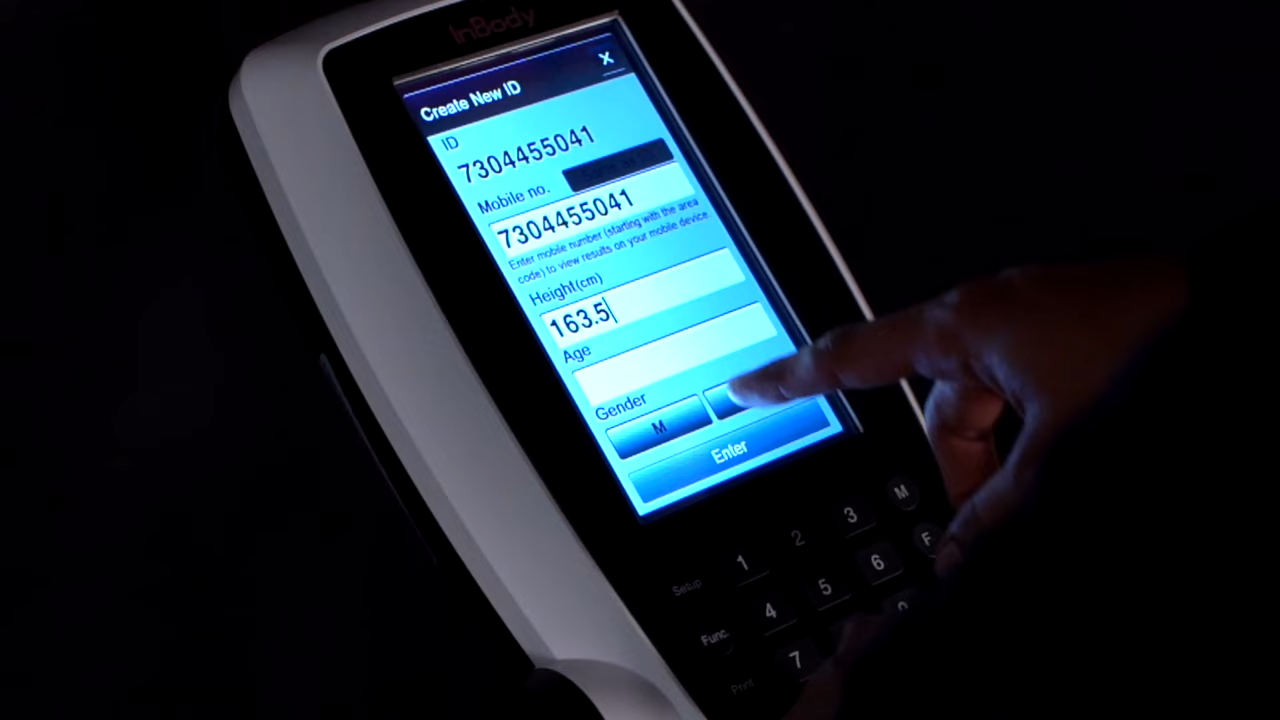 InBody
Create New ID
X
ID
7304455041
Mobile no.
7304455041
Enter mobile number (starting with the area
code) to view results on your mobile device.
Height(cm)
163.5
Age
Gender
M
Enter
Setup 1 2 3 M
Func. 4 5 6 F
Print 7